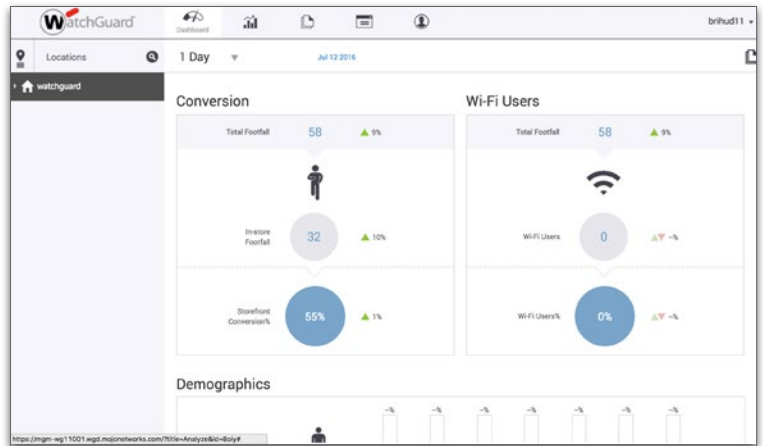 WatchGuard
Dashboard
brihud11
Locations
1 Day
Jul 12 2016
watchguard
Conversion
Wi-Fi Users
Total Footfall 58 9%
Total Footfall 58 9%
In-store
Footfall
32 10%
Wi-Fi Users 0 --%
Storefront
Conversion%
55% 1%
Wi-Fi Users% 0% --%
Demographics
--% --% --% --% --% --% --%
https://mgm-wg11001.wgd.mojonetworks.com/?title=Analyze&id=Boiy#